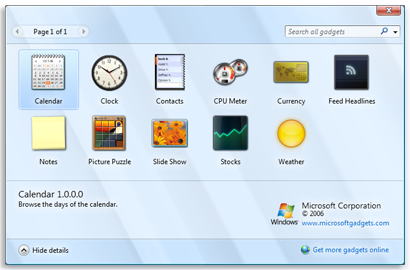 Page 1 of 1
Search all gadgets
Calendar
Clock
Contacts
CPU Meter
Currency
Feed Headlines
Notes
Picture Puzzle
Slide Show
Stocks
Weather
Calendar 1.0.0.0
Browse the days of the calendar.
Windows
Microsoft Corporation
© 2006
www.microsoftgadgets.com
Hide details
Get more gadgets online